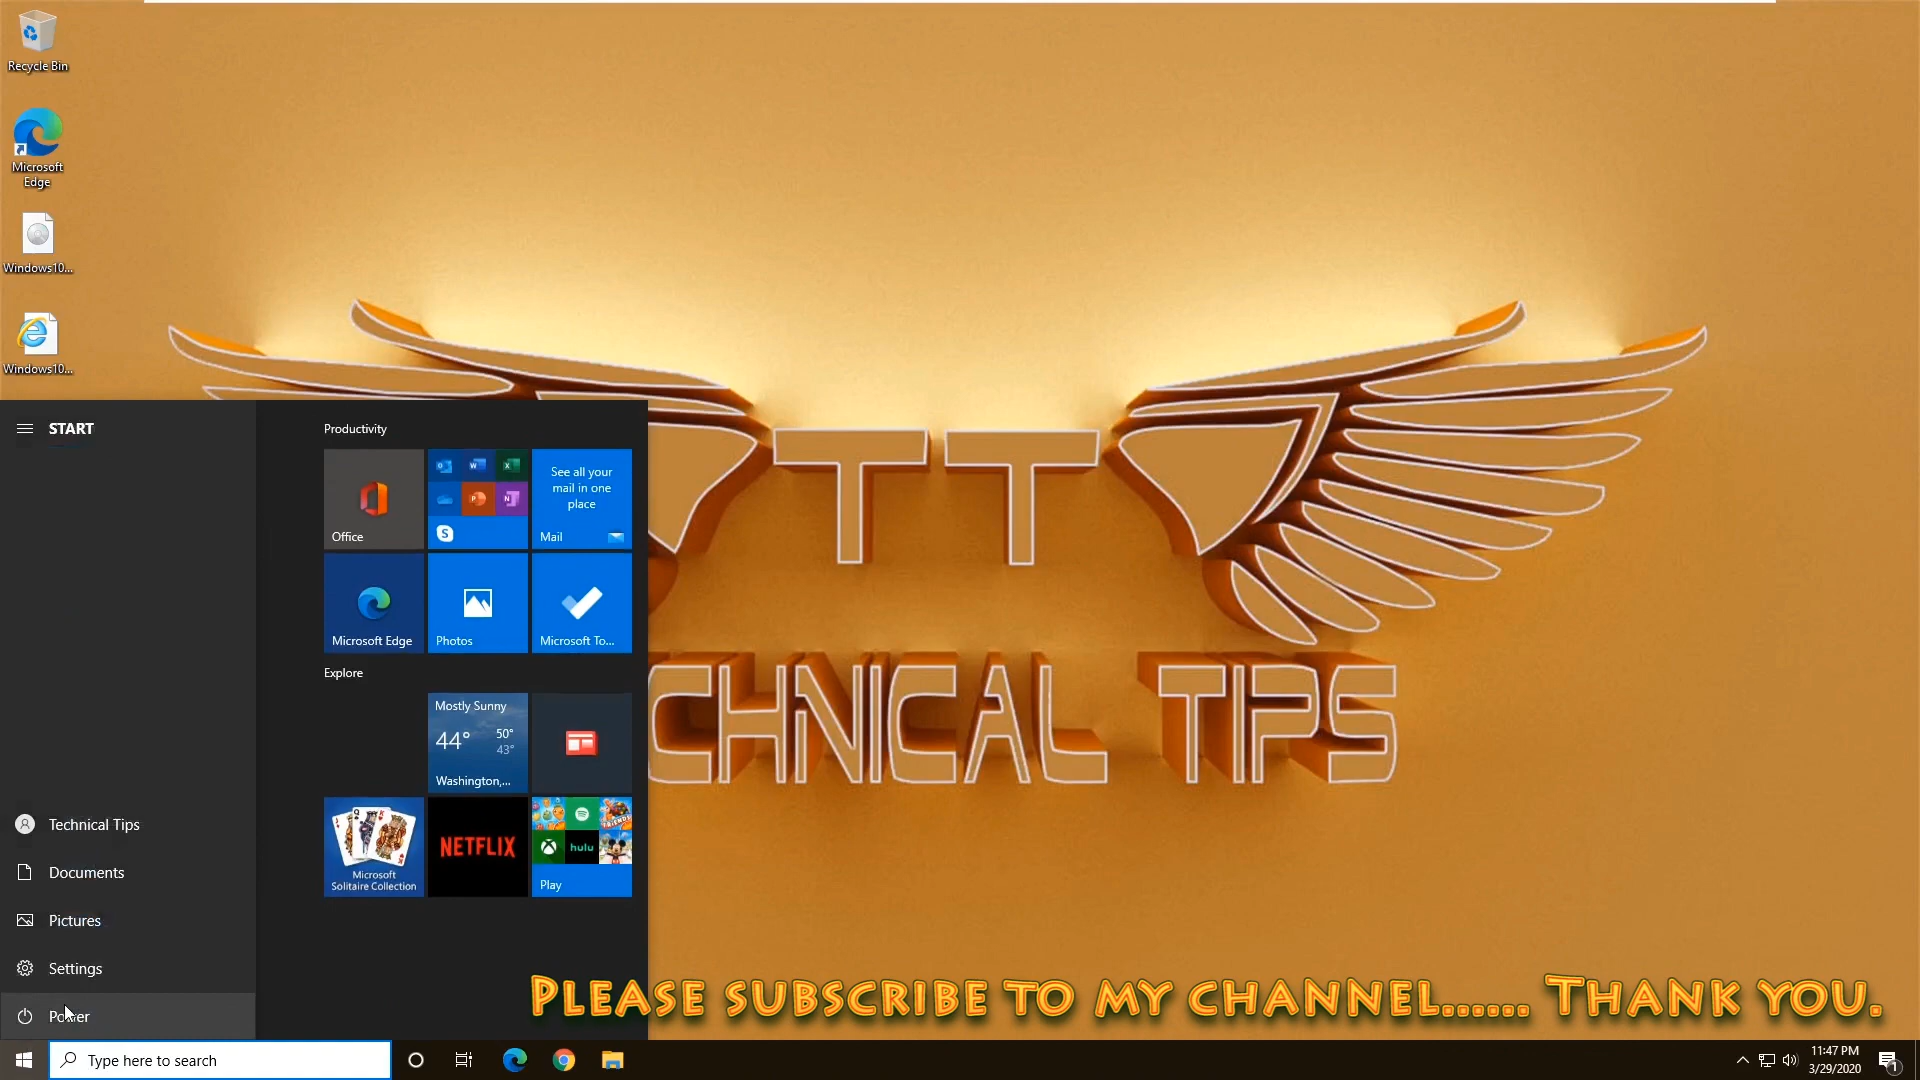 Recycle Bin
Microsoft
Edge
Windows10...
Windows10...
START
Technical Tips
Documents
Pictures
Settings
Power
Productivity
Office
See all your
mail in one
place
Mail
Microsoft Edge
Photos
Microsoft To...
Explore
Mostly Sunny
44°
50°
43°
Washington,...
Microsoft
Solitaire Collection
NETFLIX
hulu
Play
TT
CHNICAL TIPS
PLEASE SUBSCRIBE TO MY CHANNEL...... THANK YOU.
Type here to search
11:47 PM
3/29/2020
1